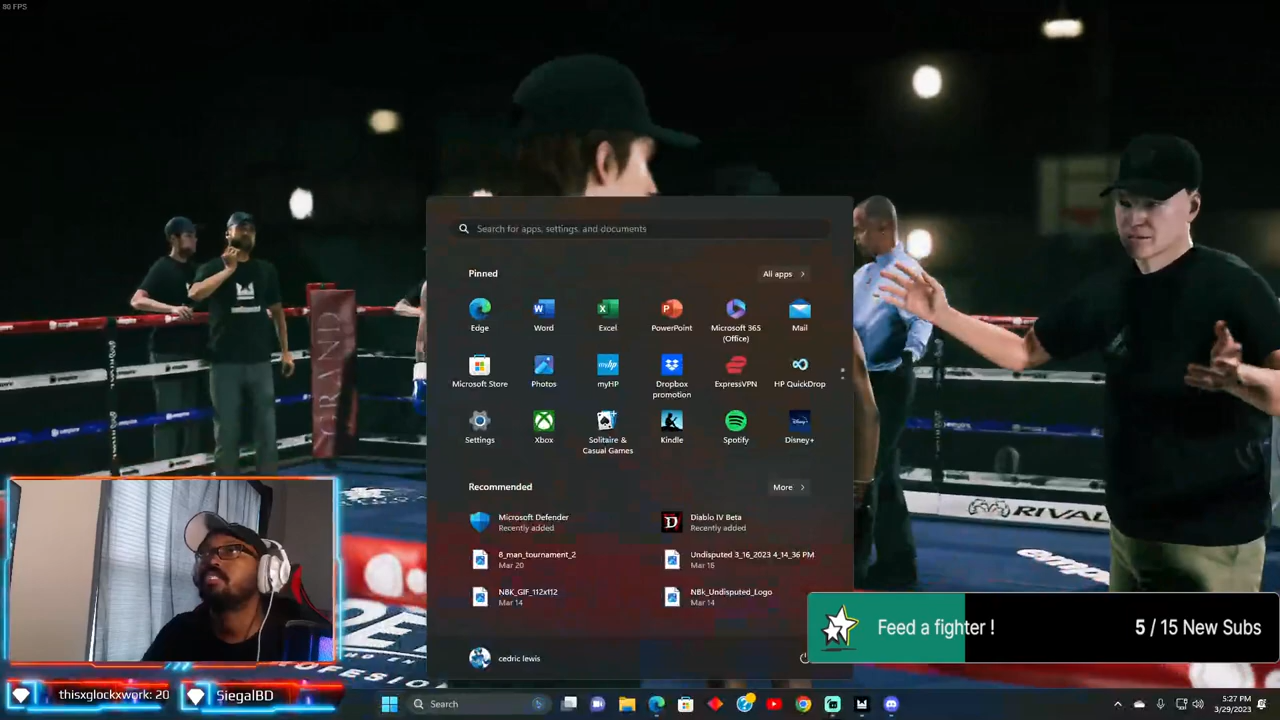 80 FPS
Search for apps, settings, and documents
Pinned
All apps
Edge
Word
Excel
PowerPoint
Microsoft 365
(Office)
Mail
Microsoft Store
Photos
myHP
Dropbox
promotion
ExpressVPN
HP QuickDrop
Settings
Xbox
Solitaire &
Casual Games
Kindle
Spotify
Disney+
Recommended
More
Microsoft Defender
Recently added
Diablo IV Beta
Recently added
8_man_tournament_2
Mar 20
Undisputed 3_16_2023 4_14_36 PM
Mar 16
NBK_GIF_112x112
Mar 14
NBk_Undisputed_Logo
Mar 14
cedric lewis
GRAND
RIVAL
Feed a fighter !
5 / 15 New Subs
thisxglockxwork: 20
SiegalBD
Search
5:27 PM
3/29/2023